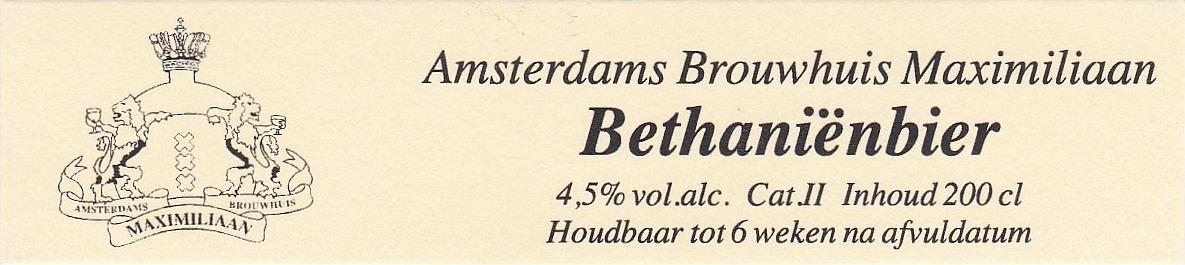 Amsterdams Brouwhuis Maximiliaan
Bethaniënbier
4,5% vol.alc. Cat.II Inhoud 200 cl
Houdbaar tot 6 weken na afvuldatum
AMSTERDAMS BROUWHUIS
MAXIMILIAAN